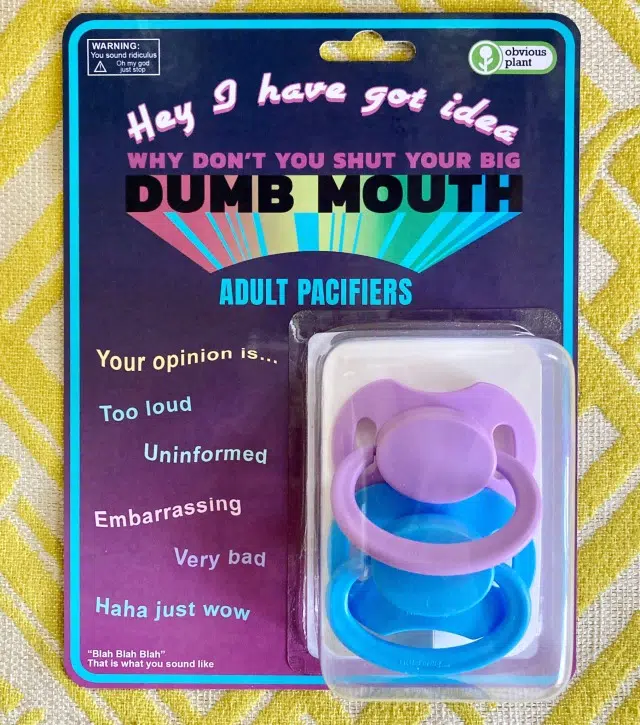 WARNING:
You sound ridiculus
Oh my god
just stop
obvious
plant
Hey I have got idea
WHY DON'T YOU SHUT YOUR BIG
DUMB MOUTH
ADULT PACIFIERS
Your opinion is...
Too loud
Uninformed
Embarrassing
Very bad
Haha just wow
"Blah Blah Blah"
That is what you sound like